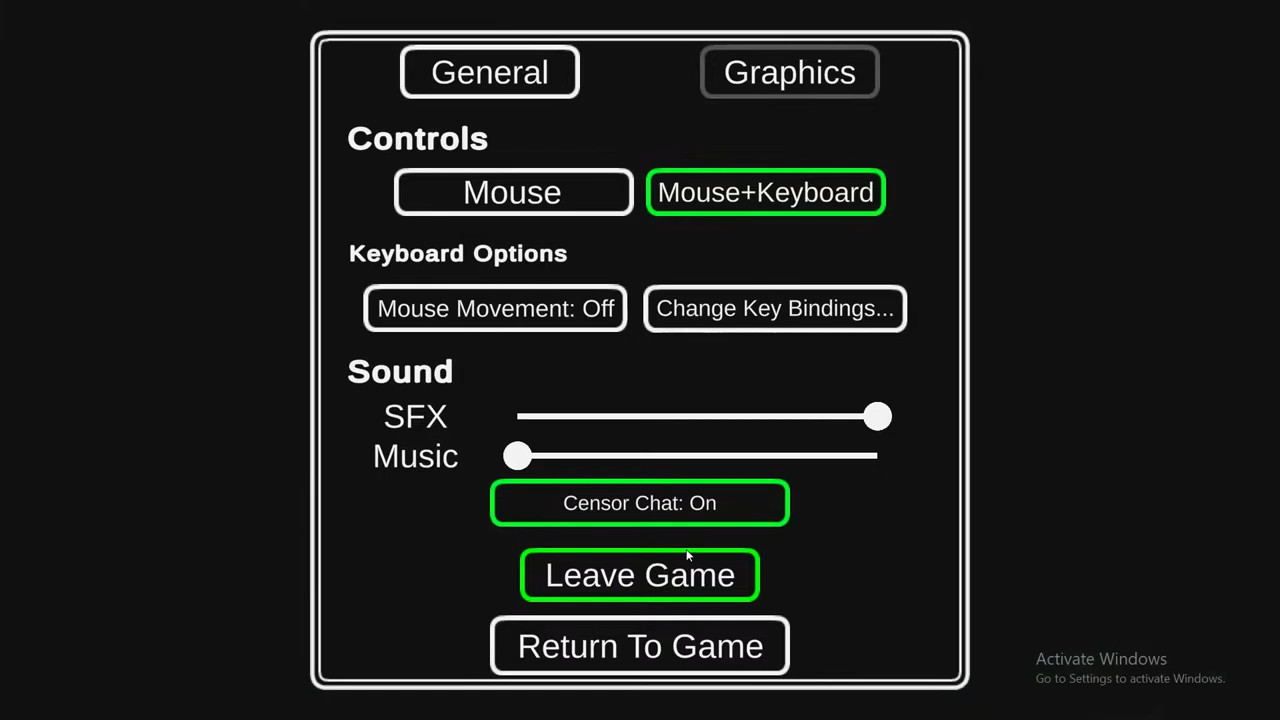 General
Graphics
Controls
Mouse
Mouse+Keyboard
Keyboard Options
Mouse Movement: Off
Change Key Bindings...
Sound
SFX
Music
Censor Chat: On
Leave Game
Return To Game
Activate Windows
Go to Settings to activate Windows.